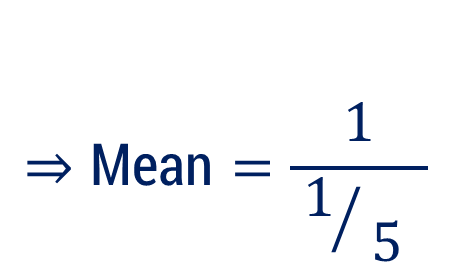 ⇒ Mean = 1 / (1/5)